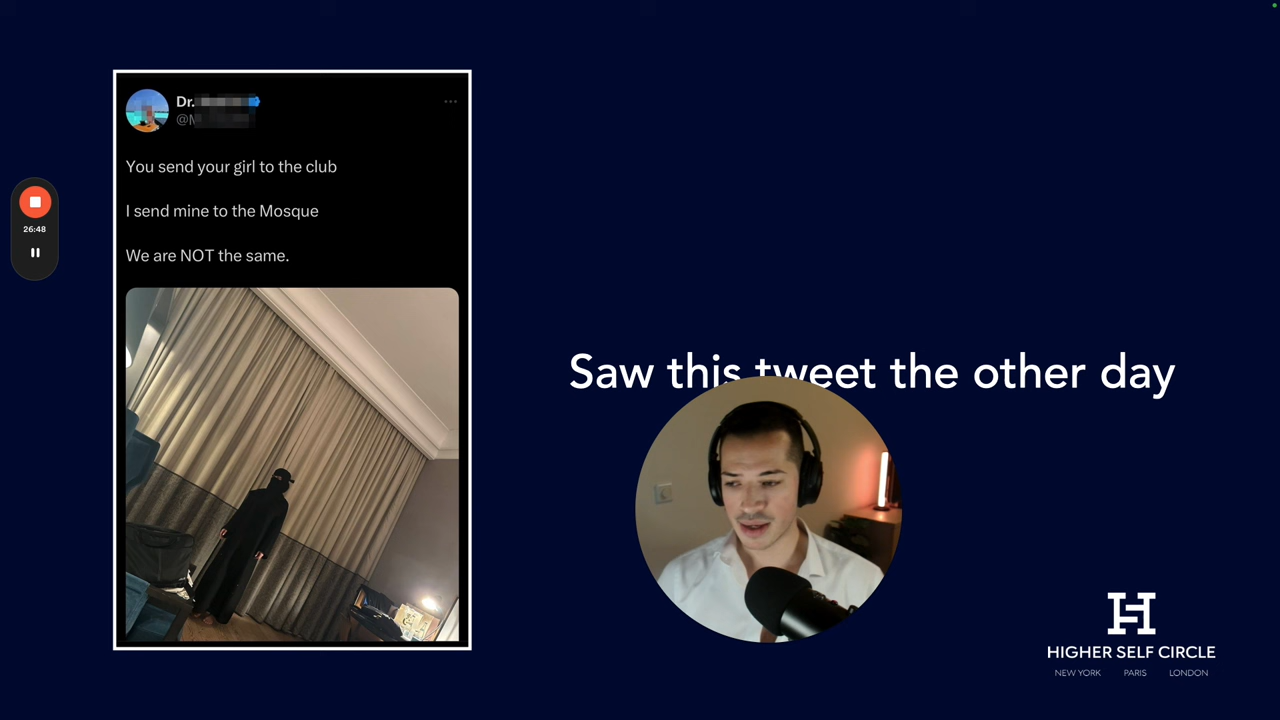 Dr.
You send your girl to the club
I send mine to the Mosque
We are NOT the same.
26:48
Saw this tweet the other day
HIGHER SELF CIRCLE
NEW YORK PARIS LONDON